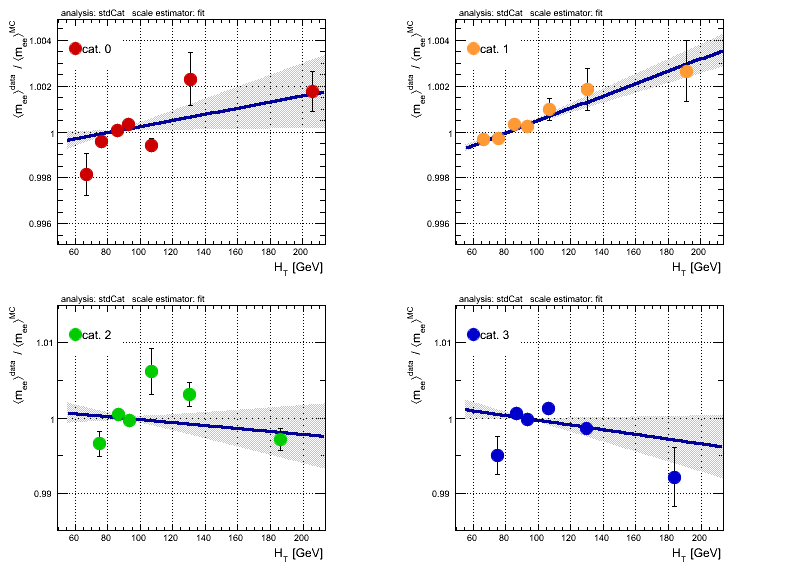 analysis: stdCat   scale estimator: fit
⟨m_ee⟩^data / ⟨m_ee⟩^MC
cat. 0
1.004
1.002
1
0.998
0.996
60 80 100 120 140 160 180 200
H_T [GeV]
analysis: stdCat   scale estimator: fit
⟨m_ee⟩^data / ⟨m_ee⟩^MC
cat. 1
1.004
1.002
1
0.998
0.996
60 80 100 120 140 160 180 200
H_T [GeV]
analysis: stdCat   scale estimator: fit
⟨m_ee⟩^data / ⟨m_ee⟩^MC
cat. 2
1.01
1
0.99
60 80 100 120 140 160 180 200
H_T [GeV]
analysis: stdCat   scale estimator: fit
⟨m_ee⟩^data / ⟨m_ee⟩^MC
cat. 3
1.01
1
0.99
60 80 100 120 140 160 180 200
H_T [GeV]